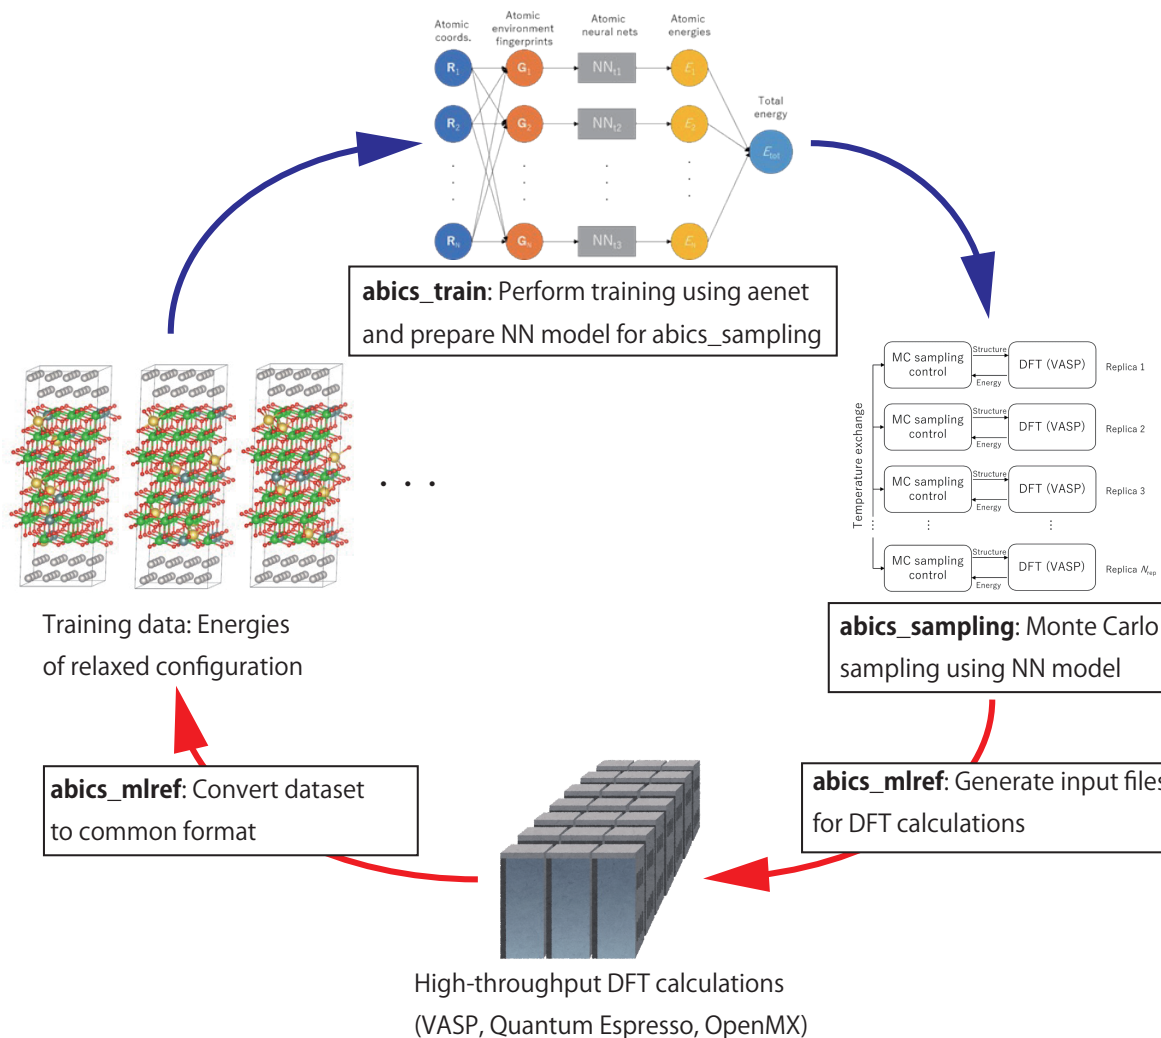 Atomic
coords.
Atomic
environment
fingerprints
Atomic
neural nets
Atomic
energies
R1 G1 NNt1 E1
Total
energy
R2 G2 NNt2 E2
Etot
Rn Gn NNt3 En
abics_train: Perform training using aenet
and prepare NN model for abics_sampling
Temperature exchange
MC sampling
control
Structure
Energy
DFT (VASP)
Replica 1
MC sampling
control
Structure
Energy
DFT (VASP)
Replica 2
MC sampling
control
Structure
Energy
DFT (VASP)
Replica 3
MC sampling
control
Structure
Energy
DFT (VASP)
Replica Nrep
. . .
Training data: Energies
of relaxed configuration
abics_sampling: Monte Carlo
sampling using NN model
abics_mlref: Convert dataset
to common format
abics_mlref: Generate input files
for DFT calculations
High-throughput DFT calculations
(VASP, Quantum Espresso, OpenMX)